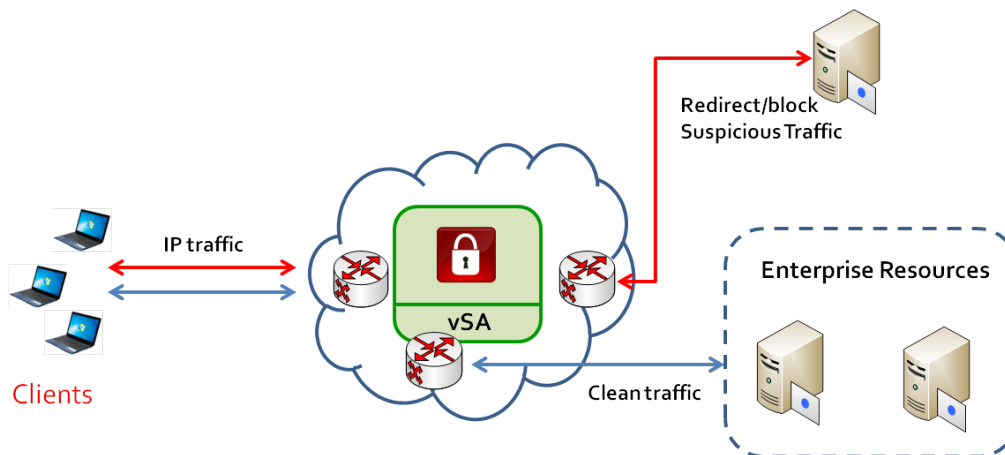 Redirect/block
Suspicious Traffic
IP traffic
Enterprise Resources
vSA
Clean traffic
Clients